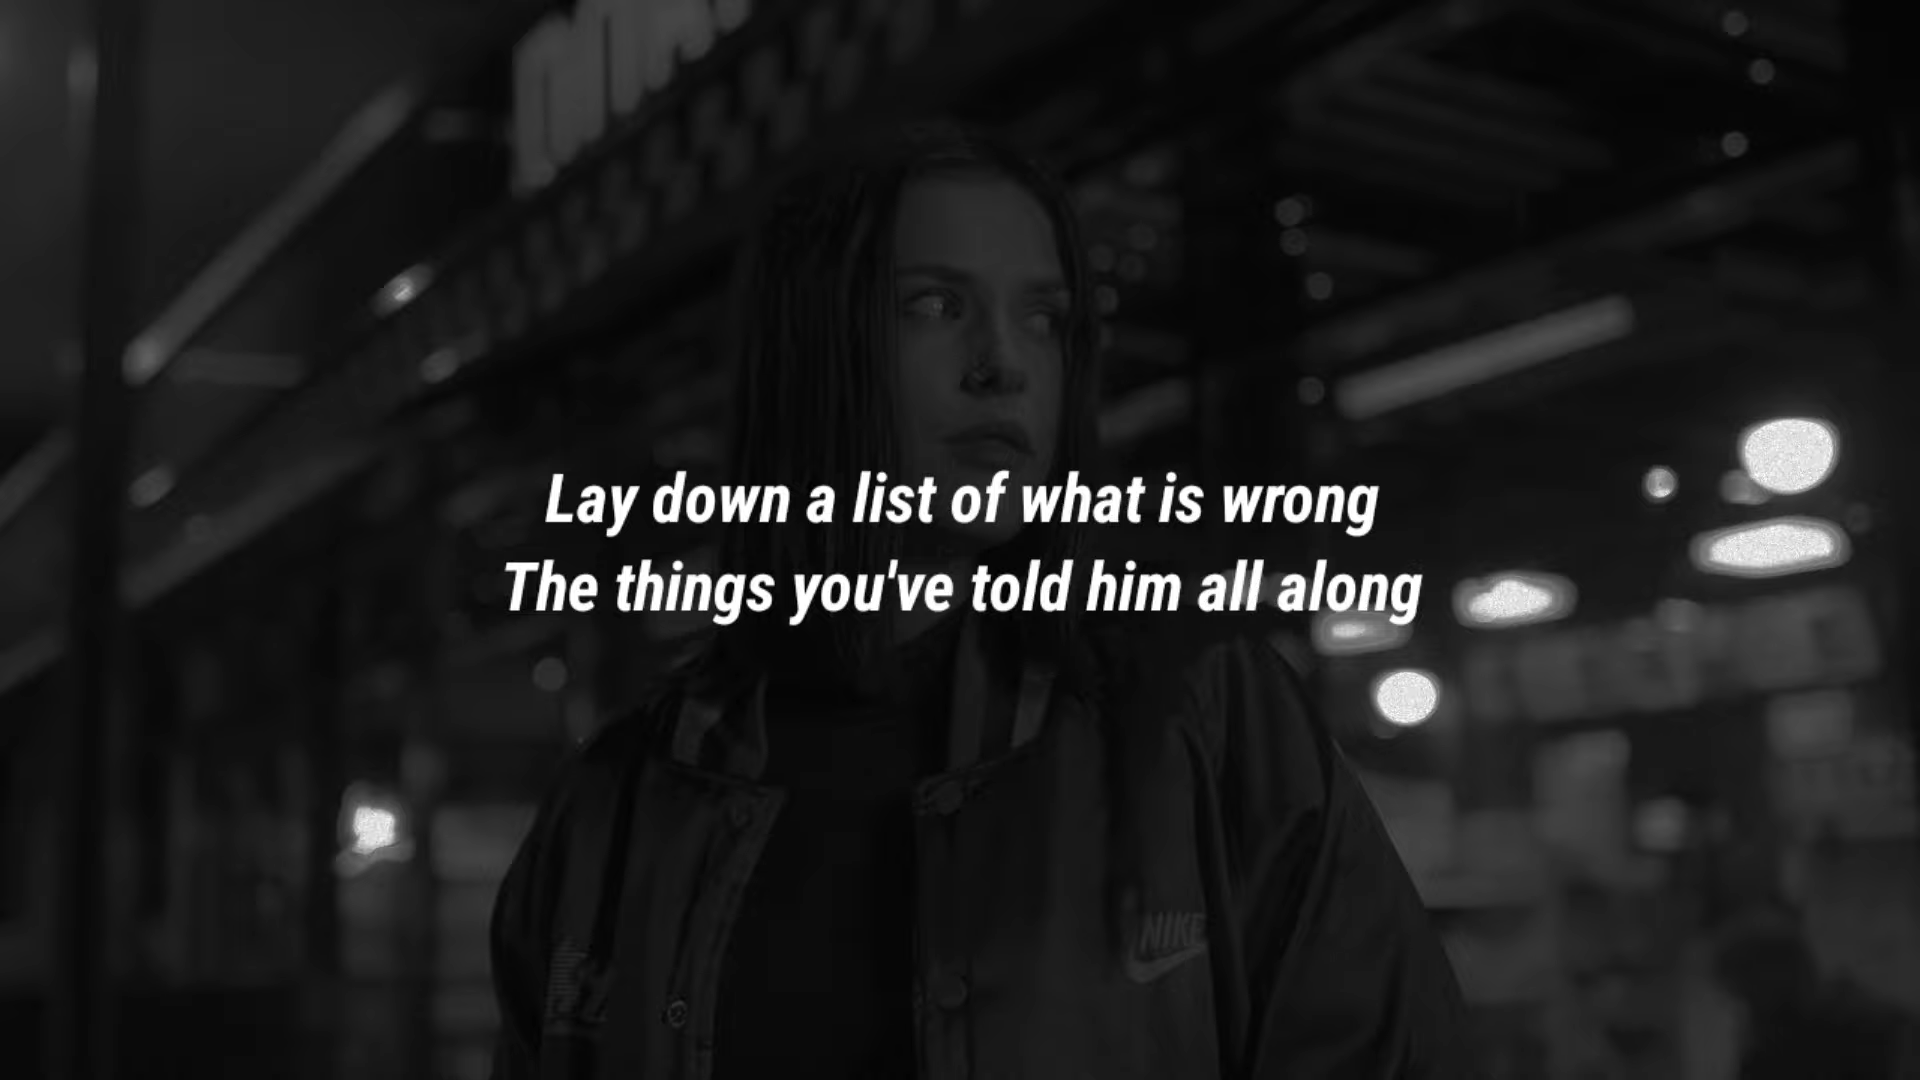 Lay down a list of what is wrong
The things you've told him all along
NIKE